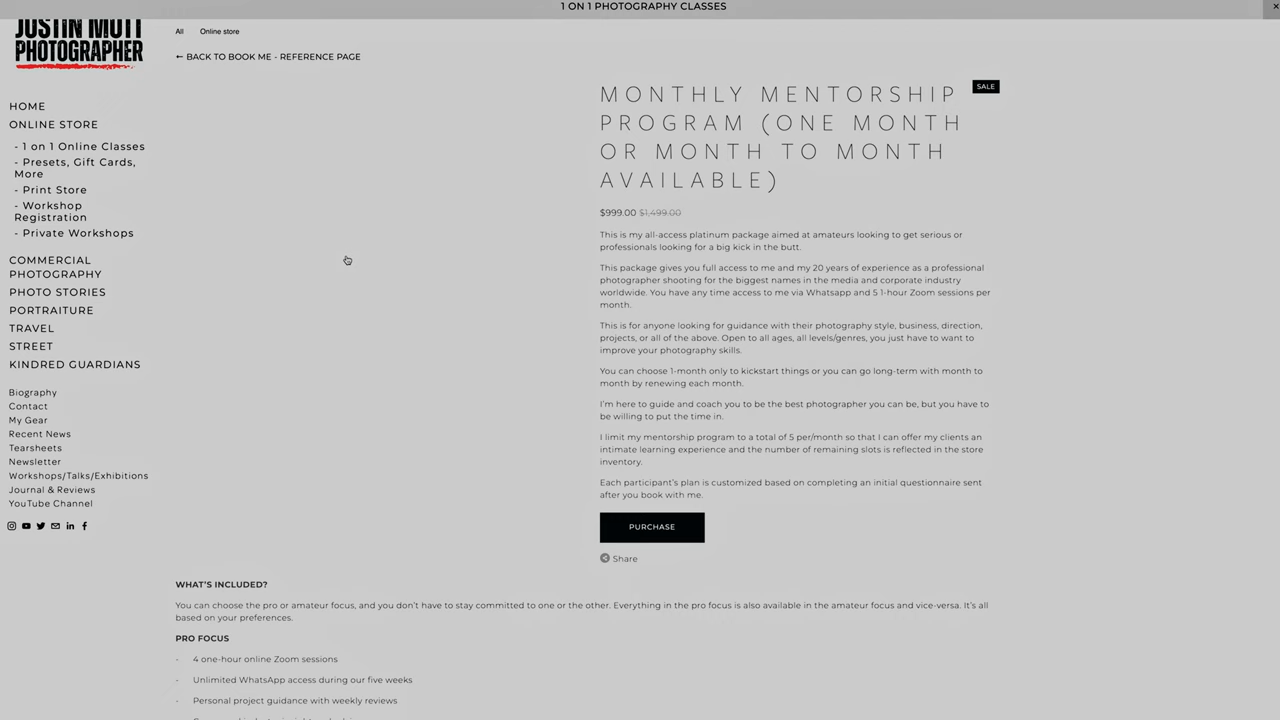 1 ON 1 PHOTOGRAPHY CLASSES
×
JUSTIN MOTT
PHOTOGRAPHER
All Online store
← BACK TO BOOK ME - REFERENCE PAGE
HOME
ONLINE STORE
- 1 on 1 Online Classes
- Presets, Gift Cards,
More
- Print Store
- Workshop
Registration
- Private Workshops
COMMERCIAL
PHOTOGRAPHY
PHOTO STORIES
PORTRAITURE
TRAVEL
STREET
KINDRED GUARDIANS
Biography
Contact
My Gear
Recent News
Tearsheets
Newsletter
Workshops/Talks/Exhibitions
Journal & Reviews
YouTube Channel
SALE
MONTHLY MENTORSHIP
PROGRAM (ONE MONTH
OR MONTH TO MONTH
AVAILABLE)
$999.00 $1,499.00
This is my all-access platinum package aimed at amateurs looking to get serious or
professionals looking for a big kick in the butt.
This package gives you full access to me and my 20 years of experience as a professional
photographer shooting for the biggest names in the media and corporate industry
worldwide. You have any time access to me via Whatsapp and 5 1-hour Zoom sessions per
month.
This is for anyone looking for guidance with their photography style, business, direction,
projects, or all of the above. Open to all ages, all levels/genres, you just have to want to
improve your photography skills.
You can choose 1-month only to kickstart things or you can go long-term with month to
month by renewing each month.
I'm here to guide and coach you to be the best photographer you can be, but you have to
be willing to put the time in.
I limit my mentorship program to a total of 5 per/month so that I can offer my clients an
intimate learning experience and the number of remaining slots is reflected in the store
inventory.
Each participant's plan is customized based on completing an initial questionnaire sent
after you book with me.
PURCHASE
Share
WHAT'S INCLUDED?
You can choose the pro or amateur focus, and you don't have to stay committed to one or the other. Everything in the pro focus is also available in the amateur focus and vice-versa. It's all
based on your preferences.
PRO FOCUS
- 4 one-hour online Zoom sessions
- Unlimited WhatsApp access during our five weeks
- Personal project guidance with weekly reviews